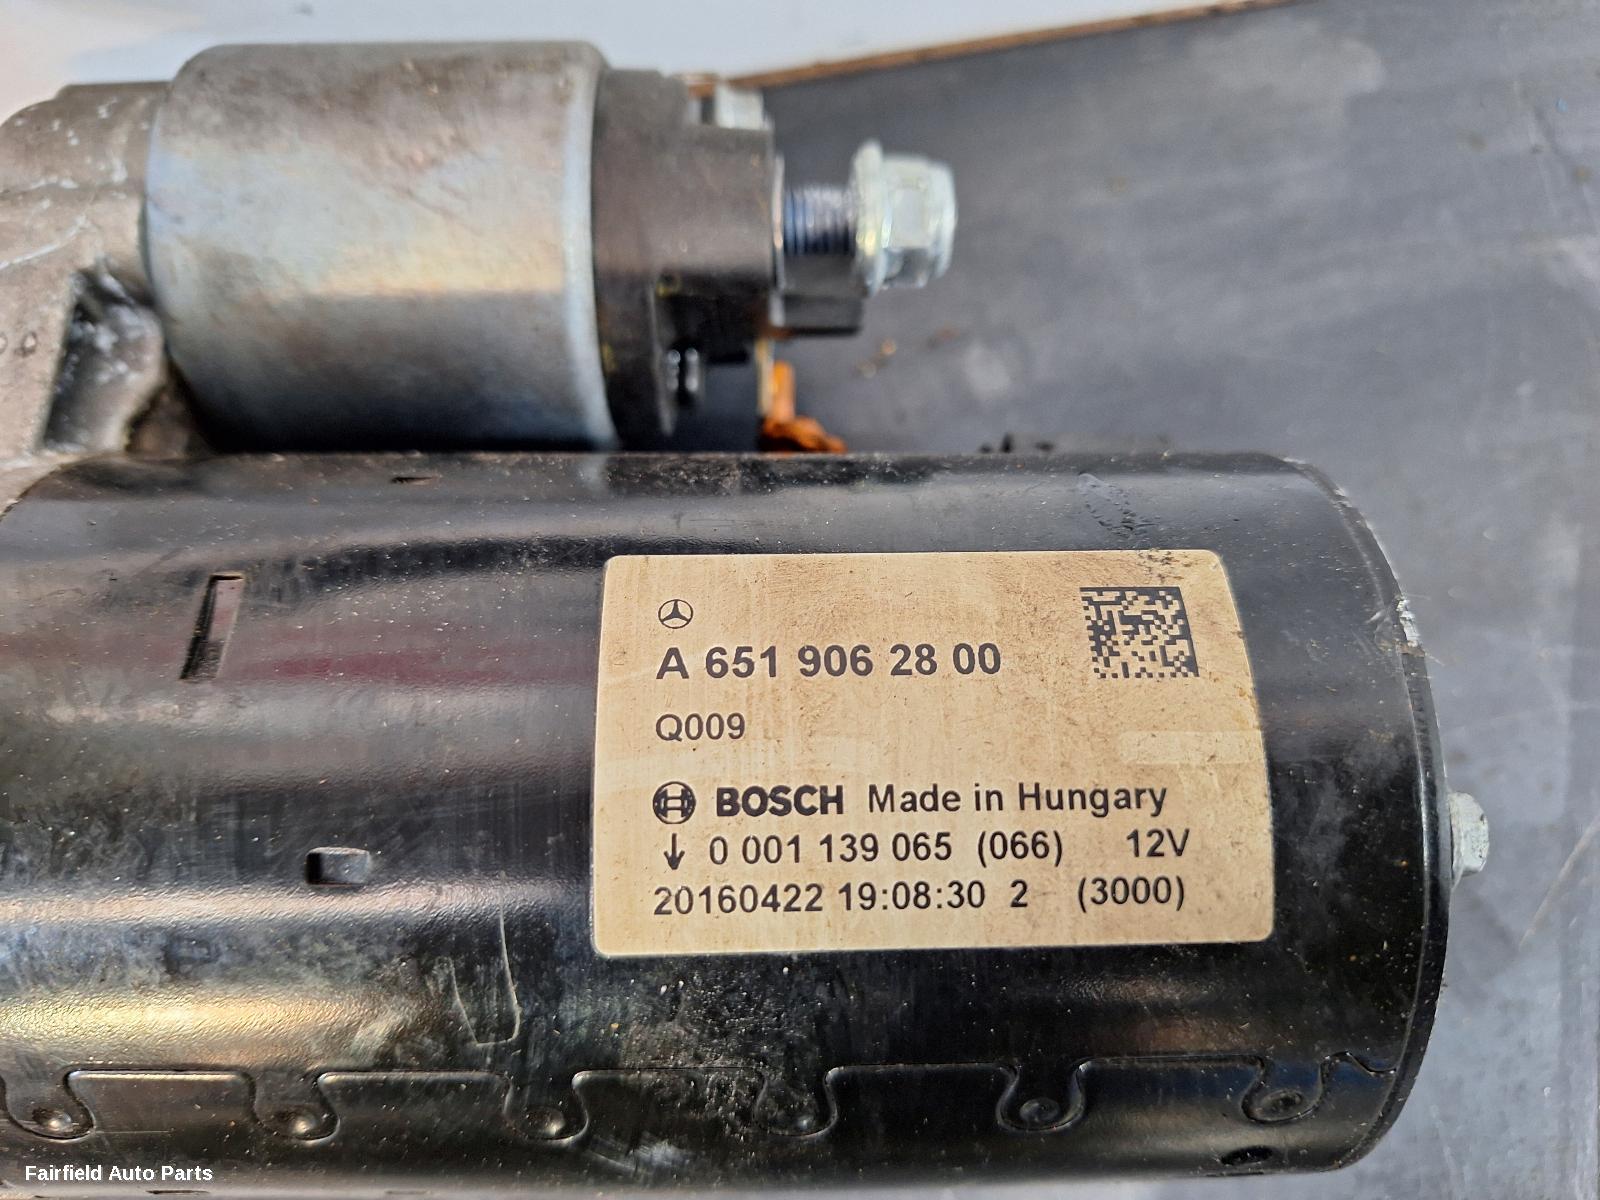 A 651 906 28 00
Q009
BOSCH Made in Hungary
↓ 0 001 139 065 (066) 12V
20160422 19:08:30 2 (3000)
Fairfield Auto Parts